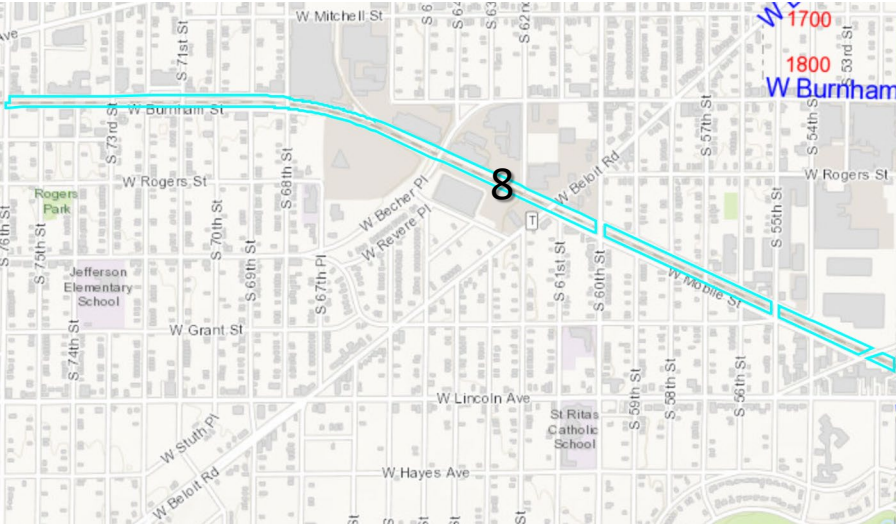 W Mitchell St
1700
Ave
S 71st St
S 53rd St
1800
W Burnham
W Burnham St
S 73rd St
S 57th St
S 54th St
W Beloit Rd
W Rogers St
W Rogers St
S 68th St
8
Rogers
Park
W Becher Pl
W Revere Pl
T
S 76th St
S 75th St
S 70th St
S 69th St
S 67th Pl
S 61st St
S 60th St
S 55th St
Jefferson
Elementary
School
W Mobile St
W Grant St
S 74th St
S 59th St
S 58th St
S 56th St
W Lincoln Ave
St Ritas
Catholic
School
W Stuth Pl
W Hayes Ave
W Beloit Rd
St
St